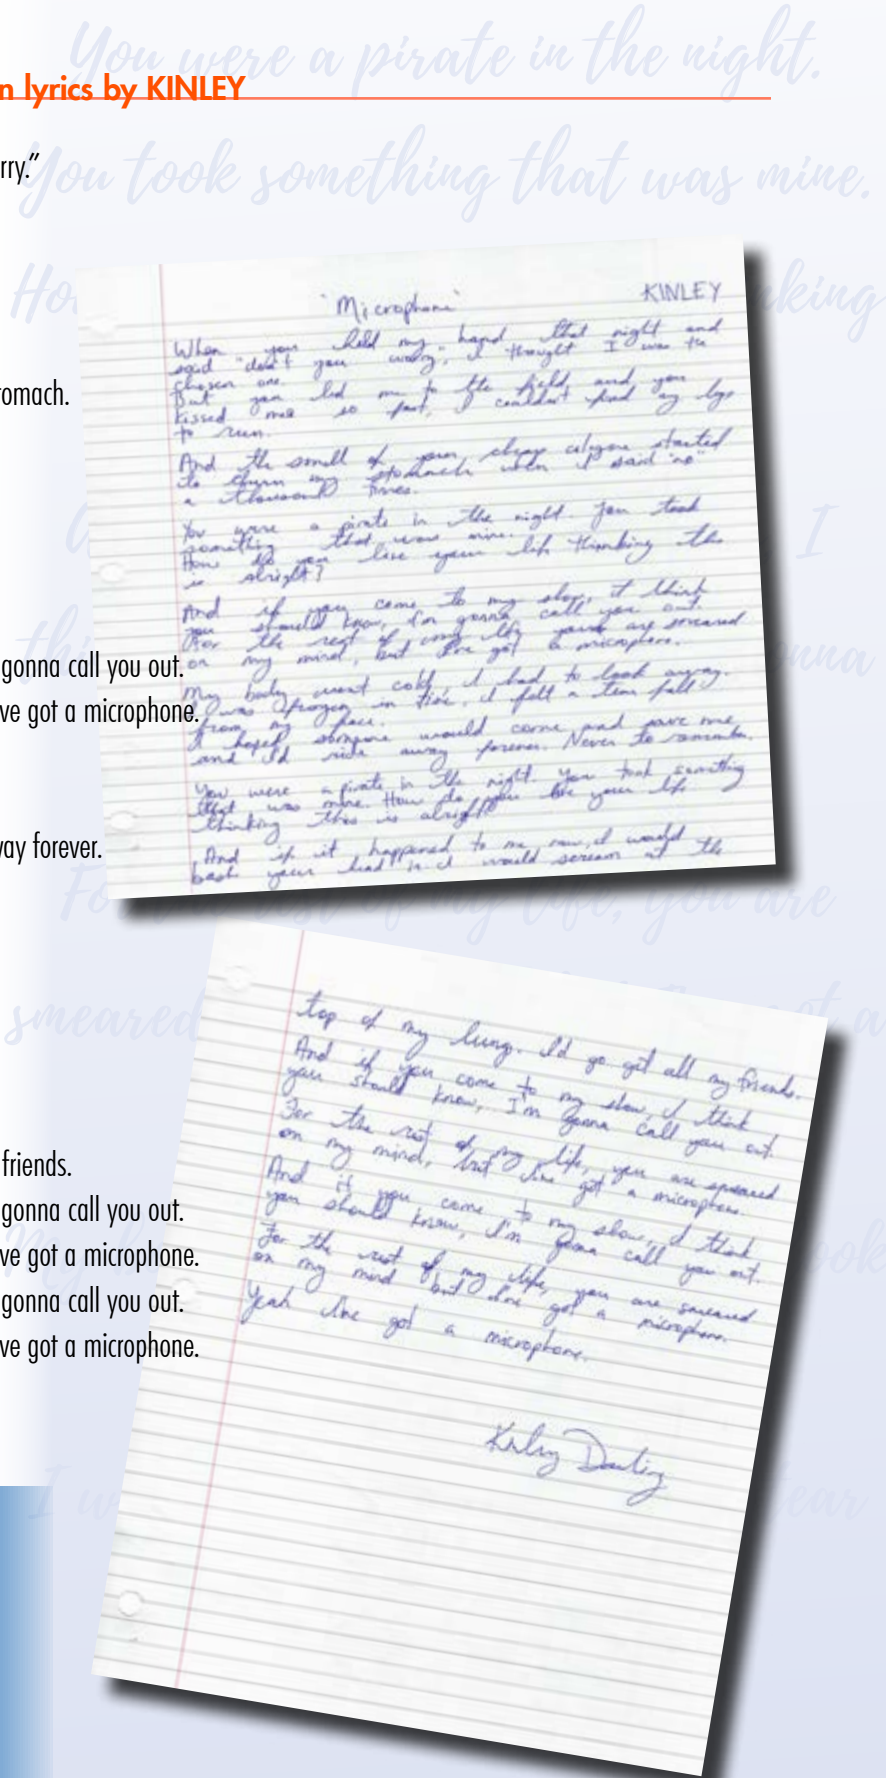 You were a pirate in the night.
n lyrics by KINLEY
rry.”
You took something that was mine.
king
"Microphone"
KINLEY
When you held my hand that night and
said "don't you worry," I thought I was the
chosen one.
But you led me to the field, and you
kissed me so fast, I couldn't find my legs
to run.
And the smell of your cheap cologne started
to churn my stomach when I said "no"
a thousand times.
You were a pirate in the night. You took
something that was mine.
How do you live your life thinking this
is alright?
And if you come to my show, I think
you should know, I'm gonna call you out.
For the rest of my life, you are smeared
on my mind, but I've got a microphone.
My body went cold. I had to look away.
I was frozen in time, I felt a tear fall
from my face.
I hoped someone would come and save me
and I'd ride away forever. Never to remember.
You were a pirate in the night. You took something
that was mine. How do you live your life
thinking this is alright?
And if it happened to me now, I would
bash your head in. I would scream at the
tomach.
I
gonna call you out.
ve got a microphone.
way forever.
smeared
top of my lung. I'd go get all my friends.
And if you come to my show, I think
you should know, I'm gonna call you out.
For the rest of my life, you are smeared
on my mind, but I've got a microphone.
And if you come to my show, I think
you should know, I'm gonna call you out.
For the rest of my life, you are smeared
on my mind but I've got a microphone.
Yeah I've got a microphone.
Kinley Dowling
friends.
gonna call you out.
ve got a microphone.
gonna call you out.
ve got a microphone.